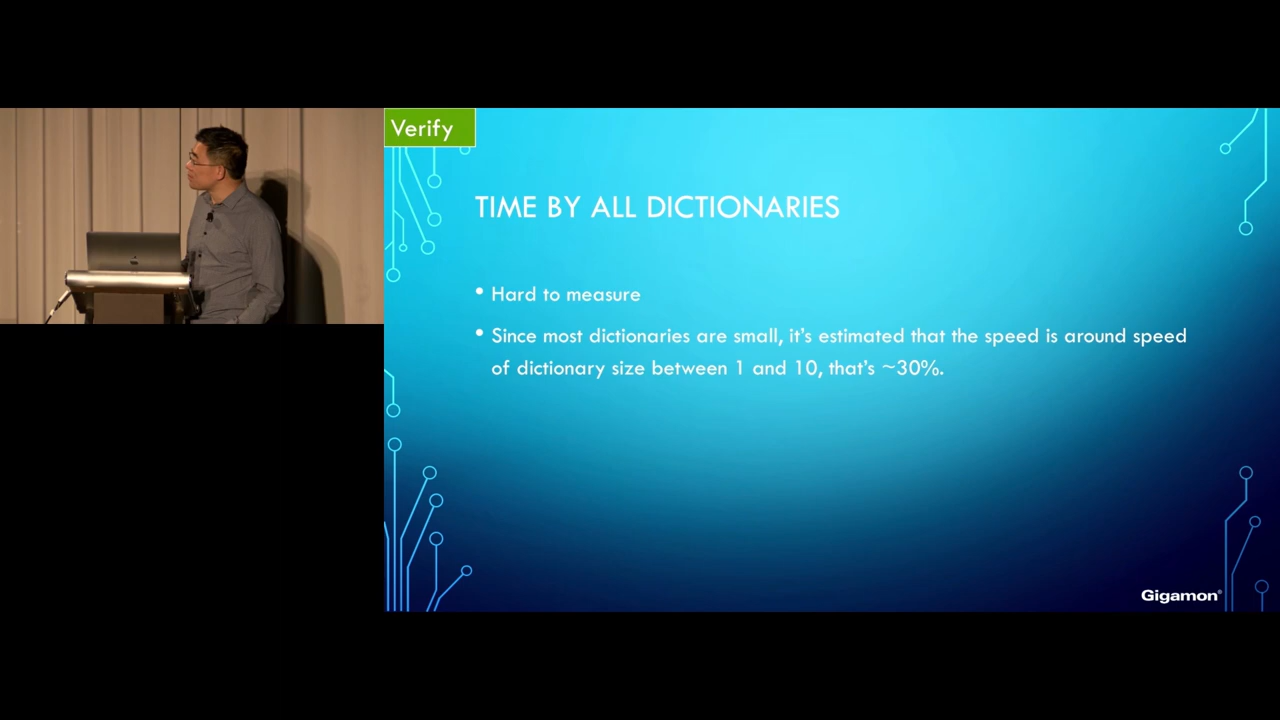 Verify
TIME BY ALL DICTIONARIES
• Hard to measure
• Since most dictionaries are small, it's estimated that the speed is around speed
of dictionary size between 1 and 10, that's ~30%.
Gigamon®